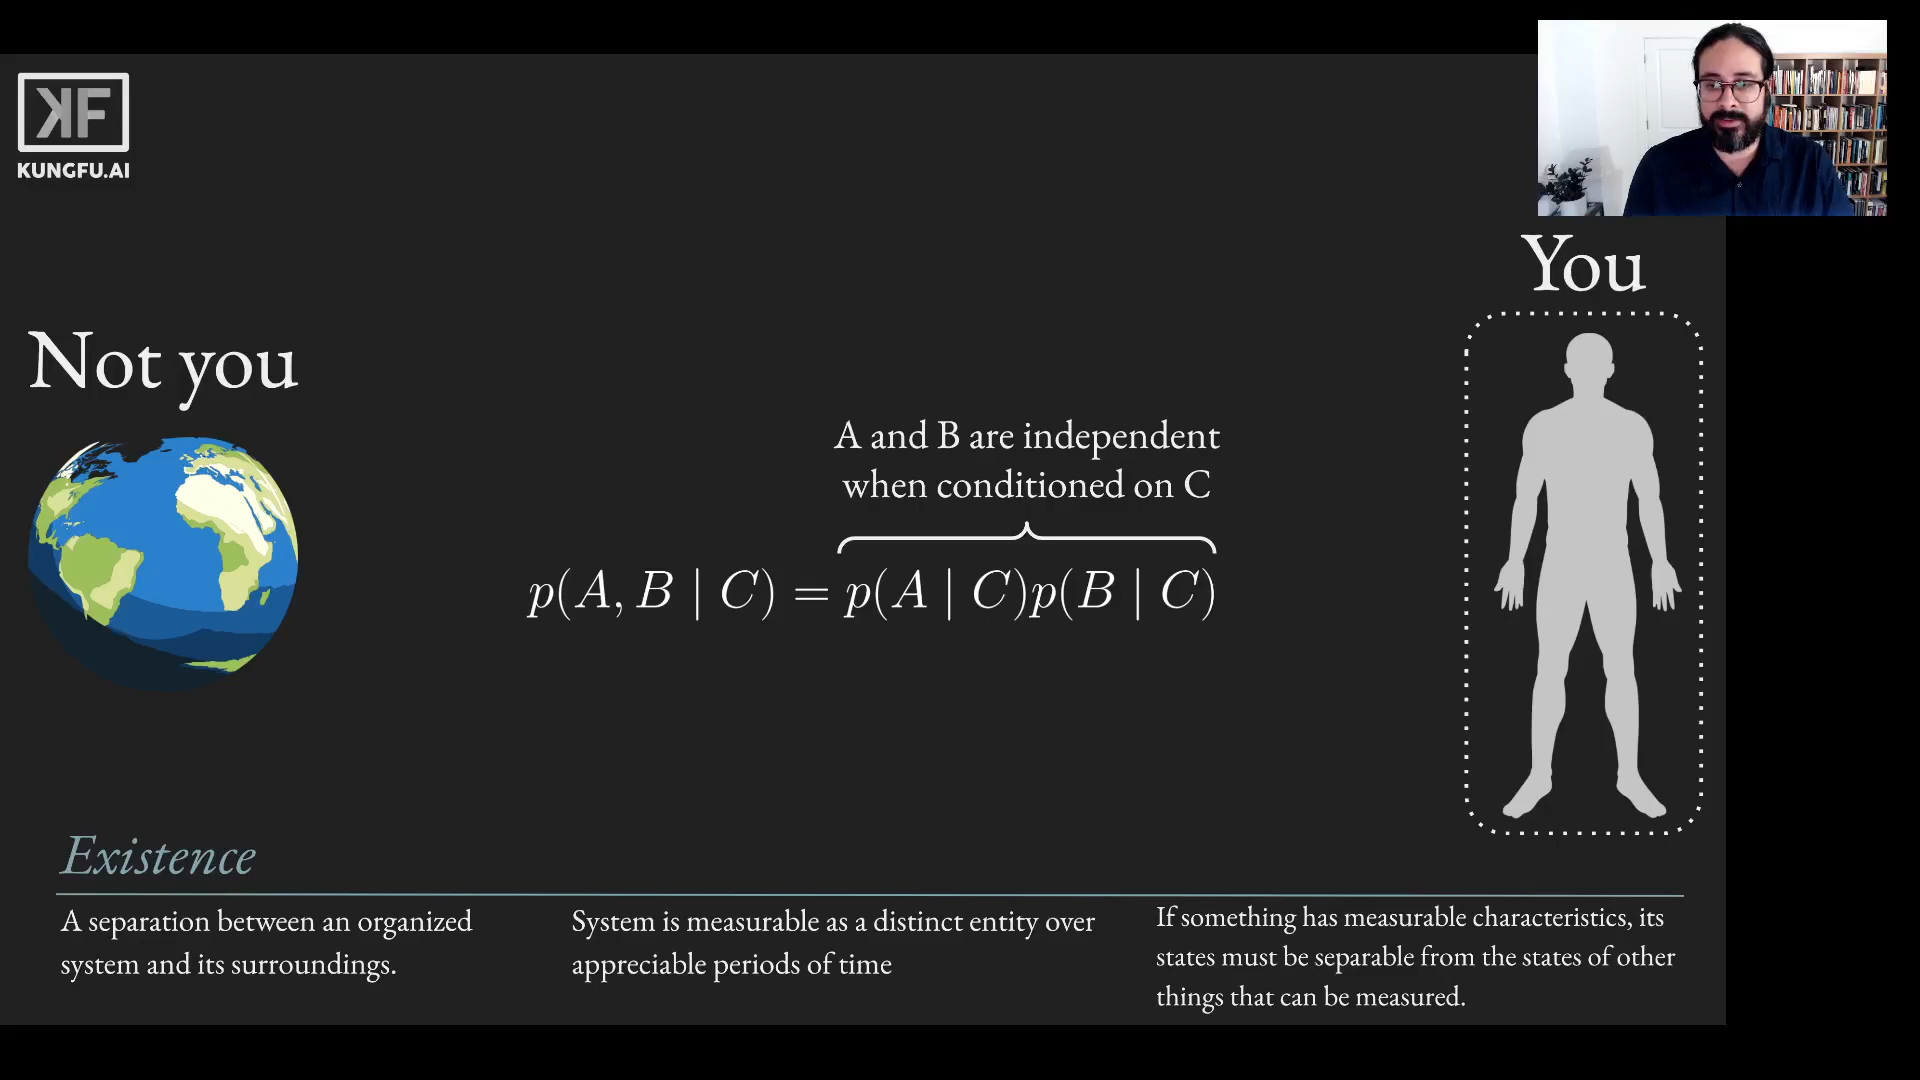 KF
KUNGFU.AI
You
Not you
A and B are independent
when conditioned on C
p(A, B | C) = p(A | C)p(B | C)
Existence
A separation between an organized
system and its surroundings.
System is measurable as a distinct entity over
appreciable periods of time
If something has measurable characteristics, its
states must be separable from the states of other
things that can be measured.